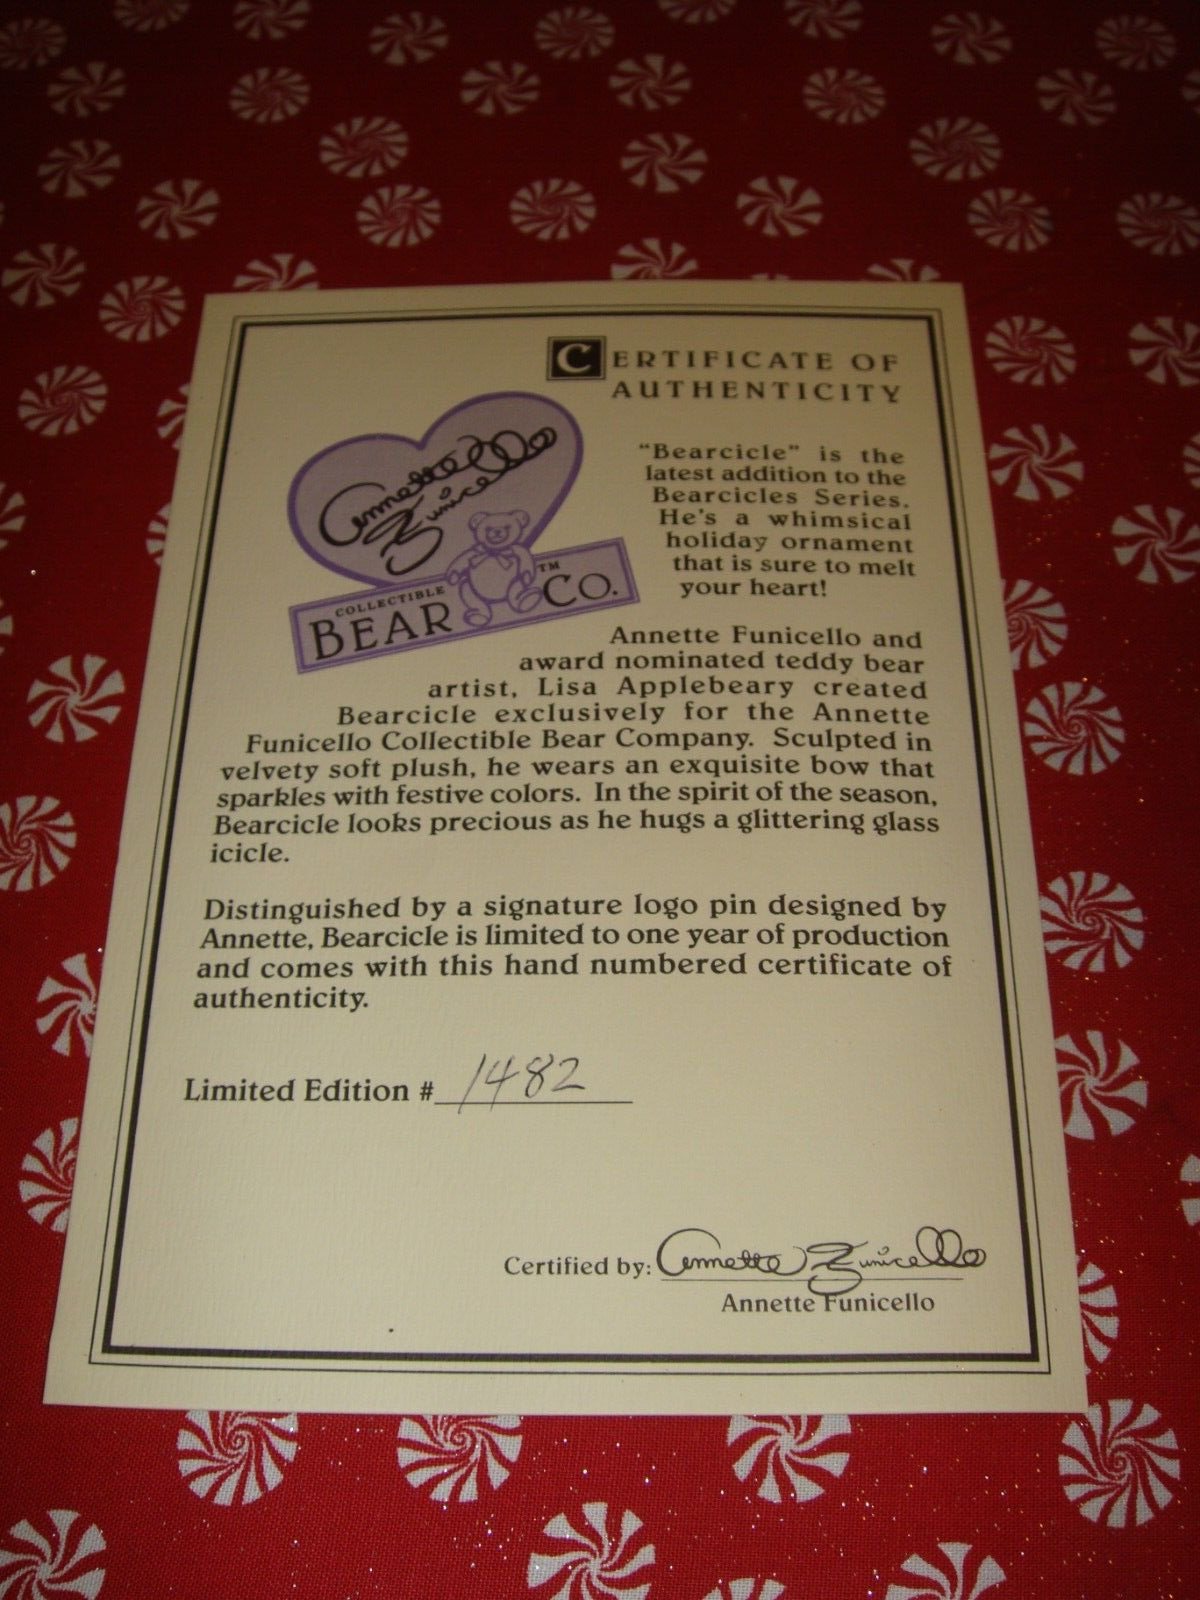 CERTIFICATE OF
AUTHENTICITY
Annette
Funicello
COLLECTIBLE
BEAR CO.™
"Bearcicle" is the
latest addition to the
Bearcicles Series.
He's a whimsical
holiday ornament
that is sure to melt
your heart!
Annette Funicello and
award nominated teddy bear
artist, Lisa Applebeary created
Bearcicle exclusively for the Annette
Funicello Collectible Bear Company. Sculpted in
velvety soft plush, he wears an exquisite bow that
sparkles with festive colors. In the spirit of the season,
Bearcicle looks precious as he hugs a glittering glass
icicle.
Distinguished by a signature logo pin designed by
Annette, Bearcicle is limited to one year of production
and comes with this hand numbered certificate of
authenticity.
Limited Edition # 1482
Certified by: Annette Funicello
Annette Funicello